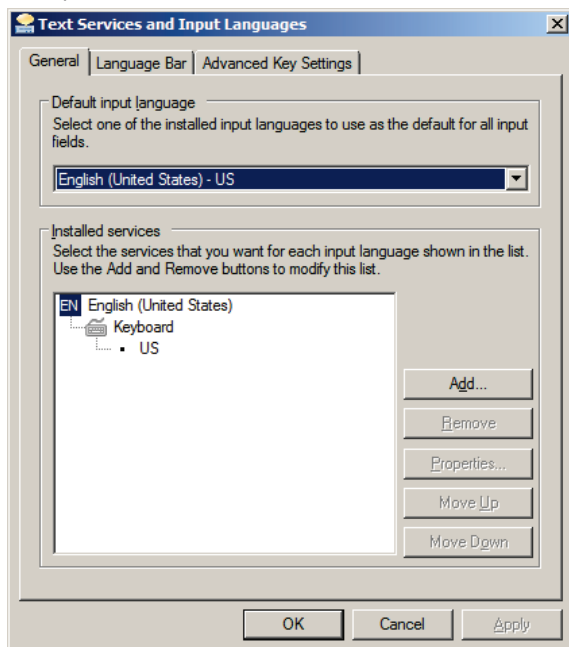 Text Services and Input Languages
General
Language Bar
Advanced Key Settings
Default input language
Select one of the installed input languages to use as the default for all input
fields.
English (United States) - US
Installed services
Select the services that you want for each input language shown in the list.
Use the Add and Remove buttons to modify this list.
EN English (United States)
Keyboard
US
Add...
Remove
Properties...
Move Up
Move Down
OK
Cancel
Apply